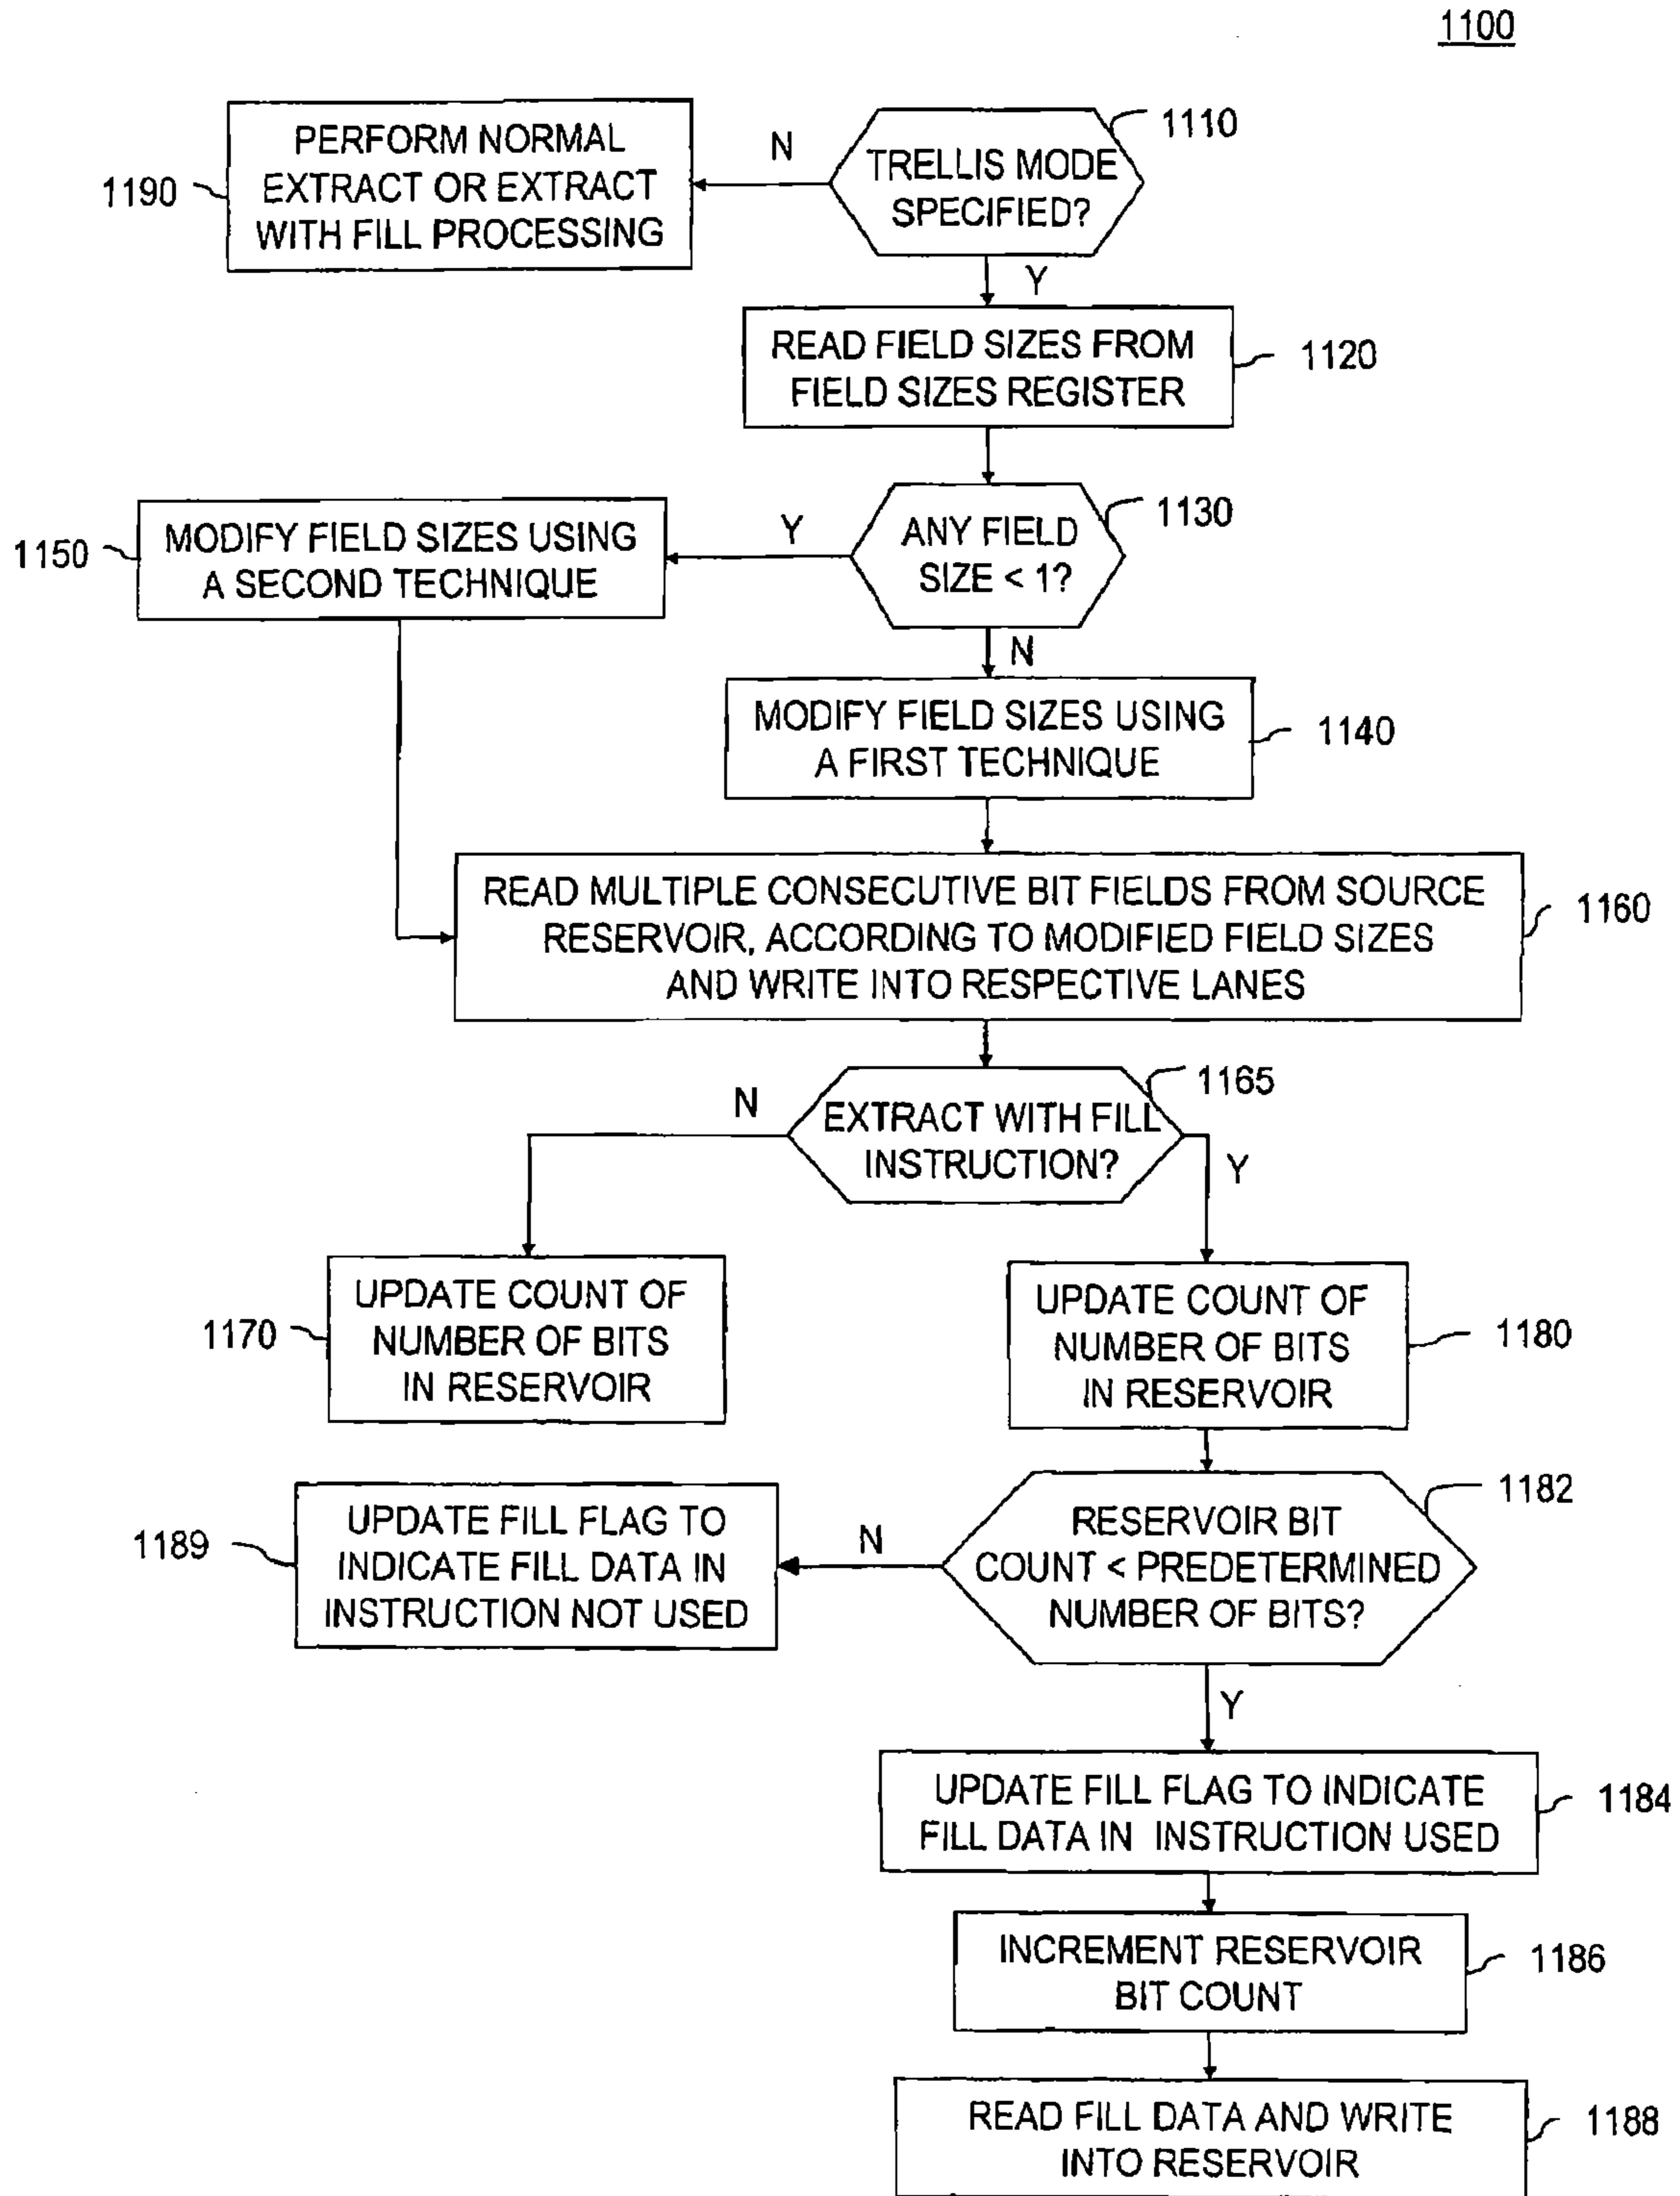 1100
PERFORM NORMAL
EXTRACT OR EXTRACT
WITH FILL PROCESSING
1190
N
TRELLIS MODE
SPECIFIED?
1110
Y
READ FIELD SIZES FROM
FIELD SIZES REGISTER
1120
ANY FIELD
SIZE < 1?
1130
Y
MODIFY FIELD SIZES USING
A SECOND TECHNIQUE
1150
N
MODIFY FIELD SIZES USING
A FIRST TECHNIQUE
1140
READ MULTIPLE CONSECUTIVE BIT FIELDS FROM SOURCE
RESERVOIR, ACCORDING TO MODIFIED FIELD SIZES
AND WRITE INTO RESPECTIVE LANES
1160
EXTRACT WITH FILL
INSTRUCTION?
1165
N
Y
UPDATE COUNT OF
NUMBER OF BITS
IN RESERVOIR
1170
UPDATE COUNT OF
NUMBER OF BITS
IN RESERVOIR
1180
RESERVOIR BIT
COUNT < PREDETERMINED
NUMBER OF BITS?
1182
N
UPDATE FILL FLAG TO
INDICATE FILL DATA IN
INSTRUCTION NOT USED
1189
Y
UPDATE FILL FLAG TO INDICATE
FILL DATA IN INSTRUCTION USED
1184
INCREMENT RESERVOIR
BIT COUNT
1186
READ FILL DATA AND WRITE
INTO RESERVOIR
1188